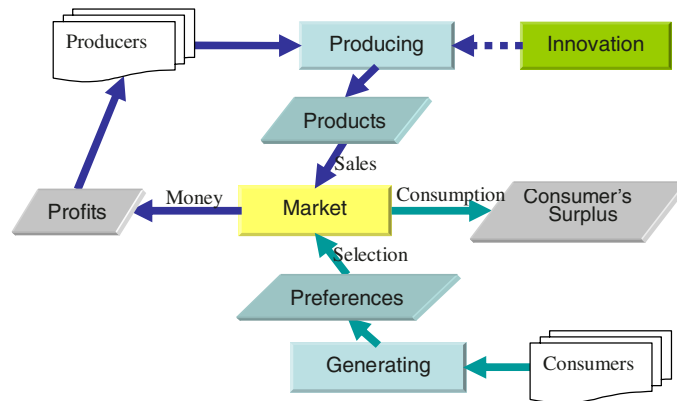 Producers
Producing
Innovation
Products
Sales
Profits
Money
Market
Consumption
Consumer's
Surplus
Selection
Preferences
Generating
Consumers